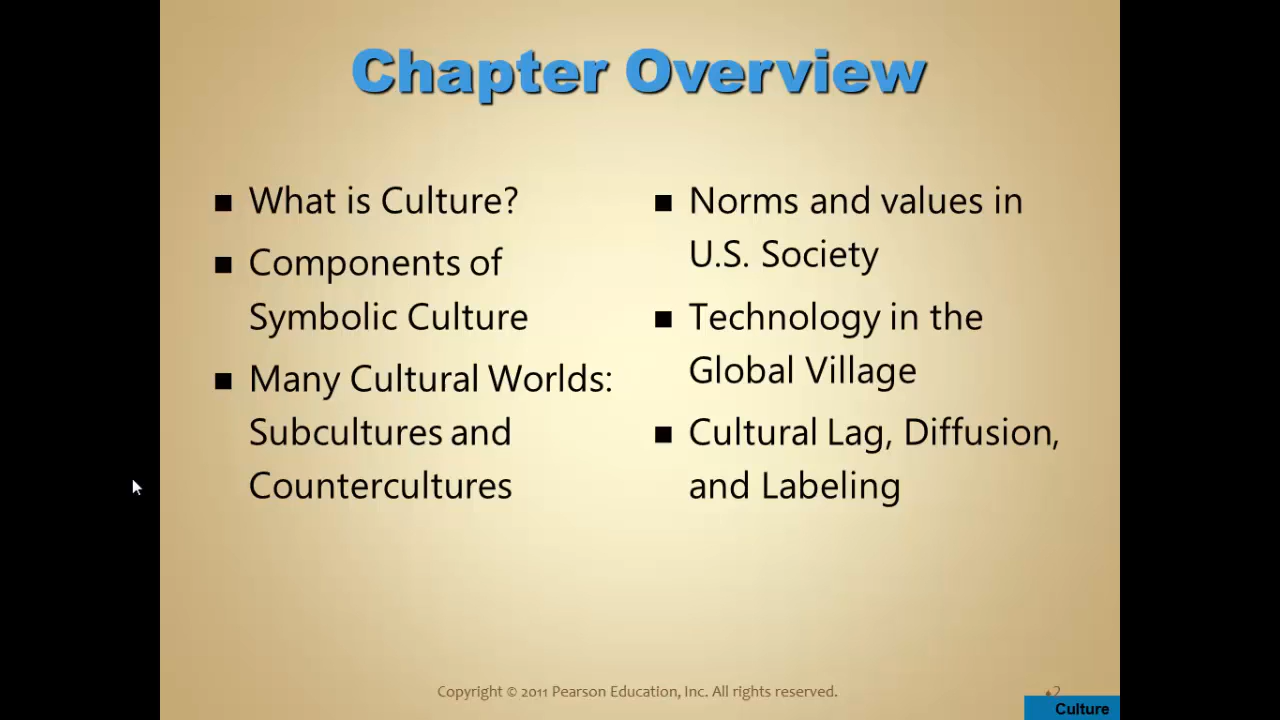 Chapter Overview
■ What is Culture?
■ Components of
Symbolic Culture
■ Many Cultural Worlds:
Subcultures and
Countercultures
■ Norms and values in
U.S. Society
■ Technology in the
Global Village
■ Cultural Lag, Diffusion,
and Labeling
Copyright © 2011 Pearson Education, Inc. All rights reserved.
♦2
Culture